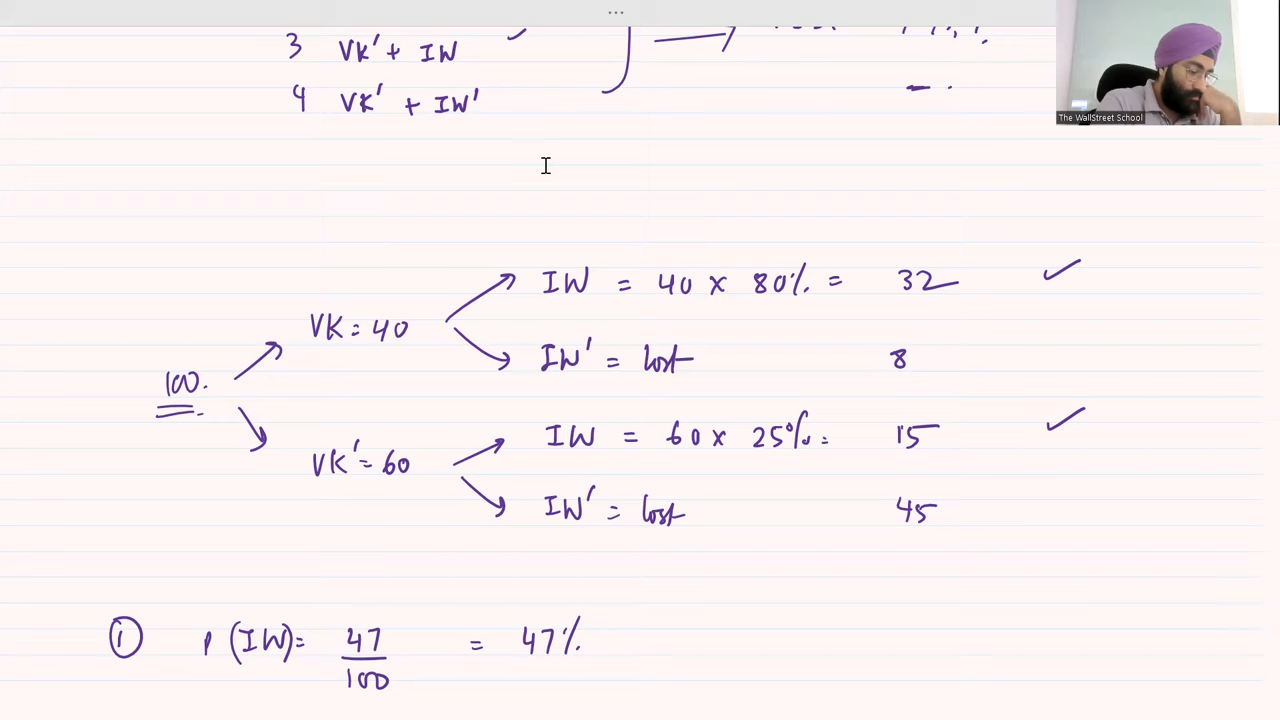 3 VK' + IW
4 VK' + IW'
The WallStreet School
IW = 40 x 80% = 32
VK = 40
IW' = lost 8
100.
IW = 60 x 25% = 15
VK' = 60
IW' = lost 45
① P(IW) = 47/100 = 47%